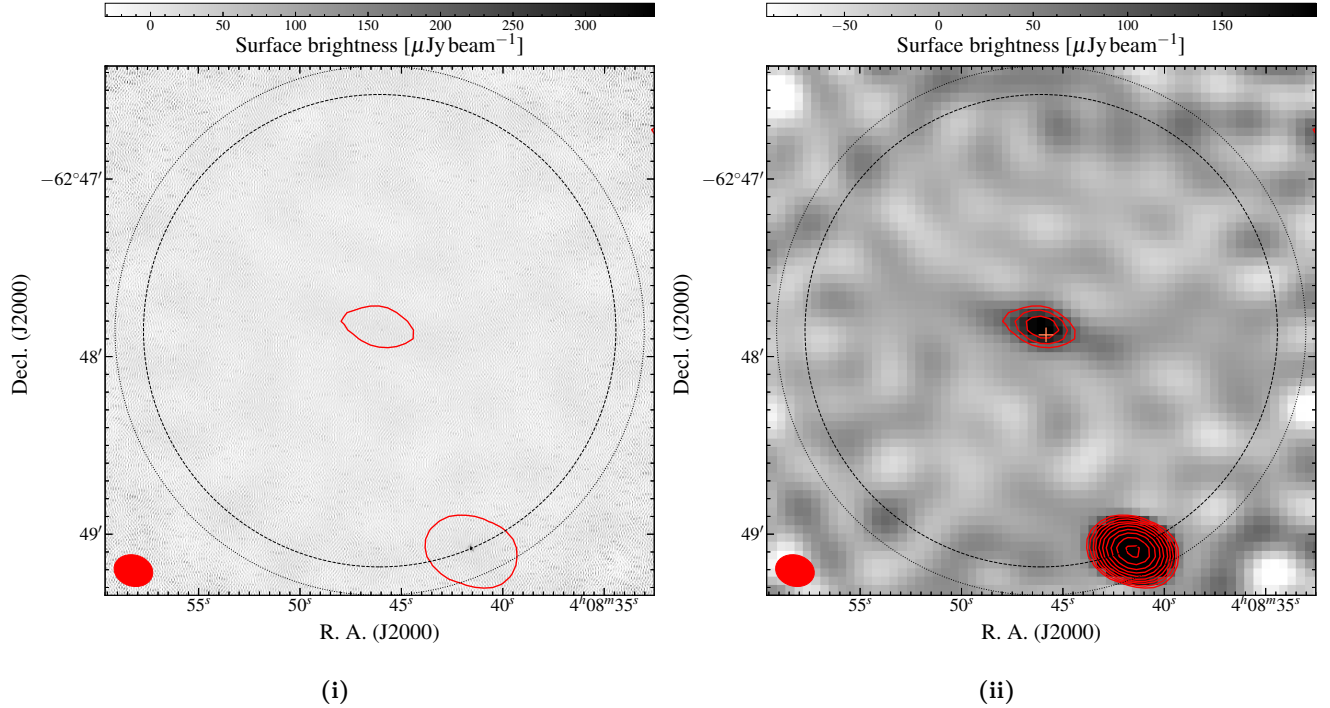 0 50 100 150 200 250 300
Surface brightness [μJy beam⁻¹]
−62°47′
48′
49′
Decl. (J2000)
55ˢ 50ˢ 45ˢ 40ˢ 4ʰ08ᵐ35ˢ
R. A. (J2000)
(i)
−50 0 50 100 150
Surface brightness [μJy beam⁻¹]
−62°47′
48′
49′
Decl. (J2000)
55ˢ 50ˢ 45ˢ 40ˢ 4ʰ08ᵐ35ˢ
R. A. (J2000)
(ii)